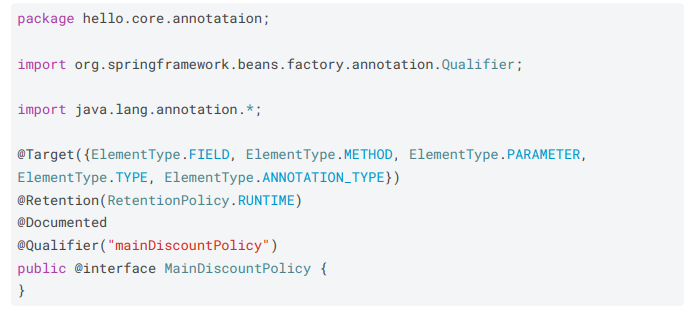 package hello.core.annotataion;
import org.springframework.beans.factory.annotation.Qualifier;
import java.lang.annotation.*;
@Target({ElementType.FIELD, ElementType.METHOD, ElementType.PARAMETER,
ElementType.TYPE, ElementType.ANNOTATION_TYPE})
@Retention(RetentionPolicy.RUNTIME)
@Documented
@Qualifier("mainDiscountPolicy")
public @interface MainDiscountPolicy {
}